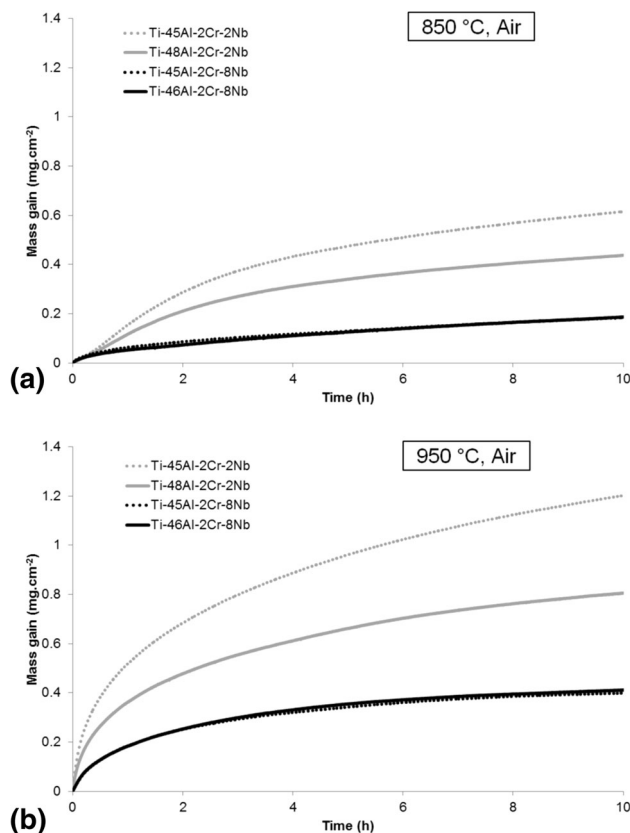 1.4
850 °C, Air
Ti-45Al-2Cr-2Nb
1.2
Ti-48Al-2Cr-2Nb
Ti-45Al-2Cr-8Nb
Ti-46Al-2Cr-8Nb
1
0.8
0.6
0.4
0.2
0
Mass gain (mg.cm-2)
0 2 4 6 8 10
Time (h)
(a)
1.4
950 °C, Air
Ti-45Al-2Cr-2Nb
Ti-48Al-2Cr-2Nb
1.2
Ti-45Al-2Cr-8Nb
Ti-46Al-2Cr-8Nb
1
0.8
0.6
0.4
0.2
0
Mass gain (mg.cm-2)
0 2 4 6 8 10
Time (h)
(b)